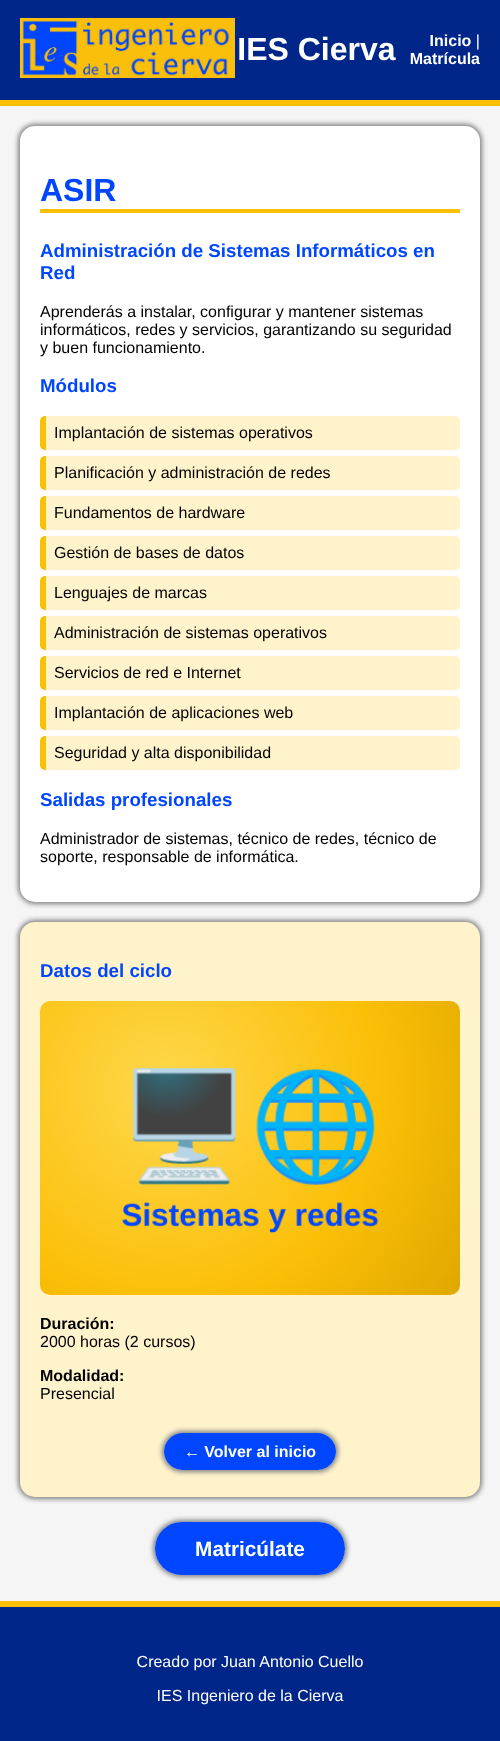 ies
ingeniero
de la cierva
IES Cierva
Inicio |
Matrícula
ASIR
Administración de Sistemas Informáticos en
Red
Aprenderás a instalar, configurar y mantener sistemas
informáticos, redes y servicios, garantizando su seguridad
y buen funcionamiento.
Módulos
Implantación de sistemas operativos
Planificación y administración de redes
Fundamentos de hardware
Gestión de bases de datos
Lenguajes de marcas
Administración de sistemas operativos
Servicios de red e Internet
Implantación de aplicaciones web
Seguridad y alta disponibilidad
Salidas profesionales
Administrador de sistemas, técnico de redes, técnico de
soporte, responsable de informática.
Datos del ciclo
Sistemas y redes
Duración:
2000 horas (2 cursos)
Modalidad:
Presencial
← Volver al inicio
Matricúlate
Creado por Juan Antonio Cuello
IES Ingeniero de la Cierva